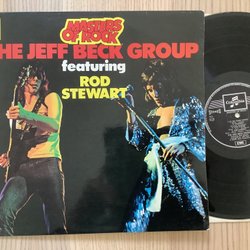 MASTERS
OF ROCK
THE JEFF BECK GROUP
featuring
ROD
STEWART